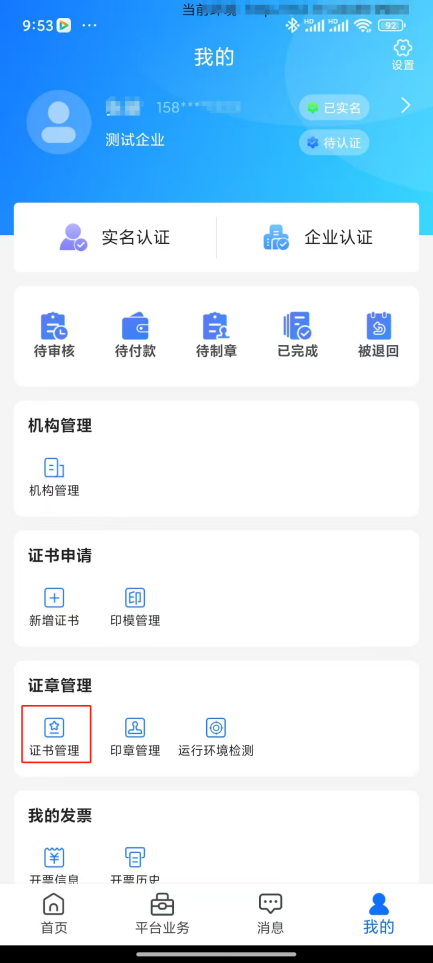 当前环境
9:53 92
我的
设置
158*** 已实名
测试企业 待认证
实名认证 企业认证
待审核 待付款 待制章 已完成 被退回
机构管理
机构管理
证书申请
新增证书 印模管理
证章管理
证书管理 印章管理 运行环境检测
我的发票
开票信息 开票历史
首页 平台业务 消息 我的